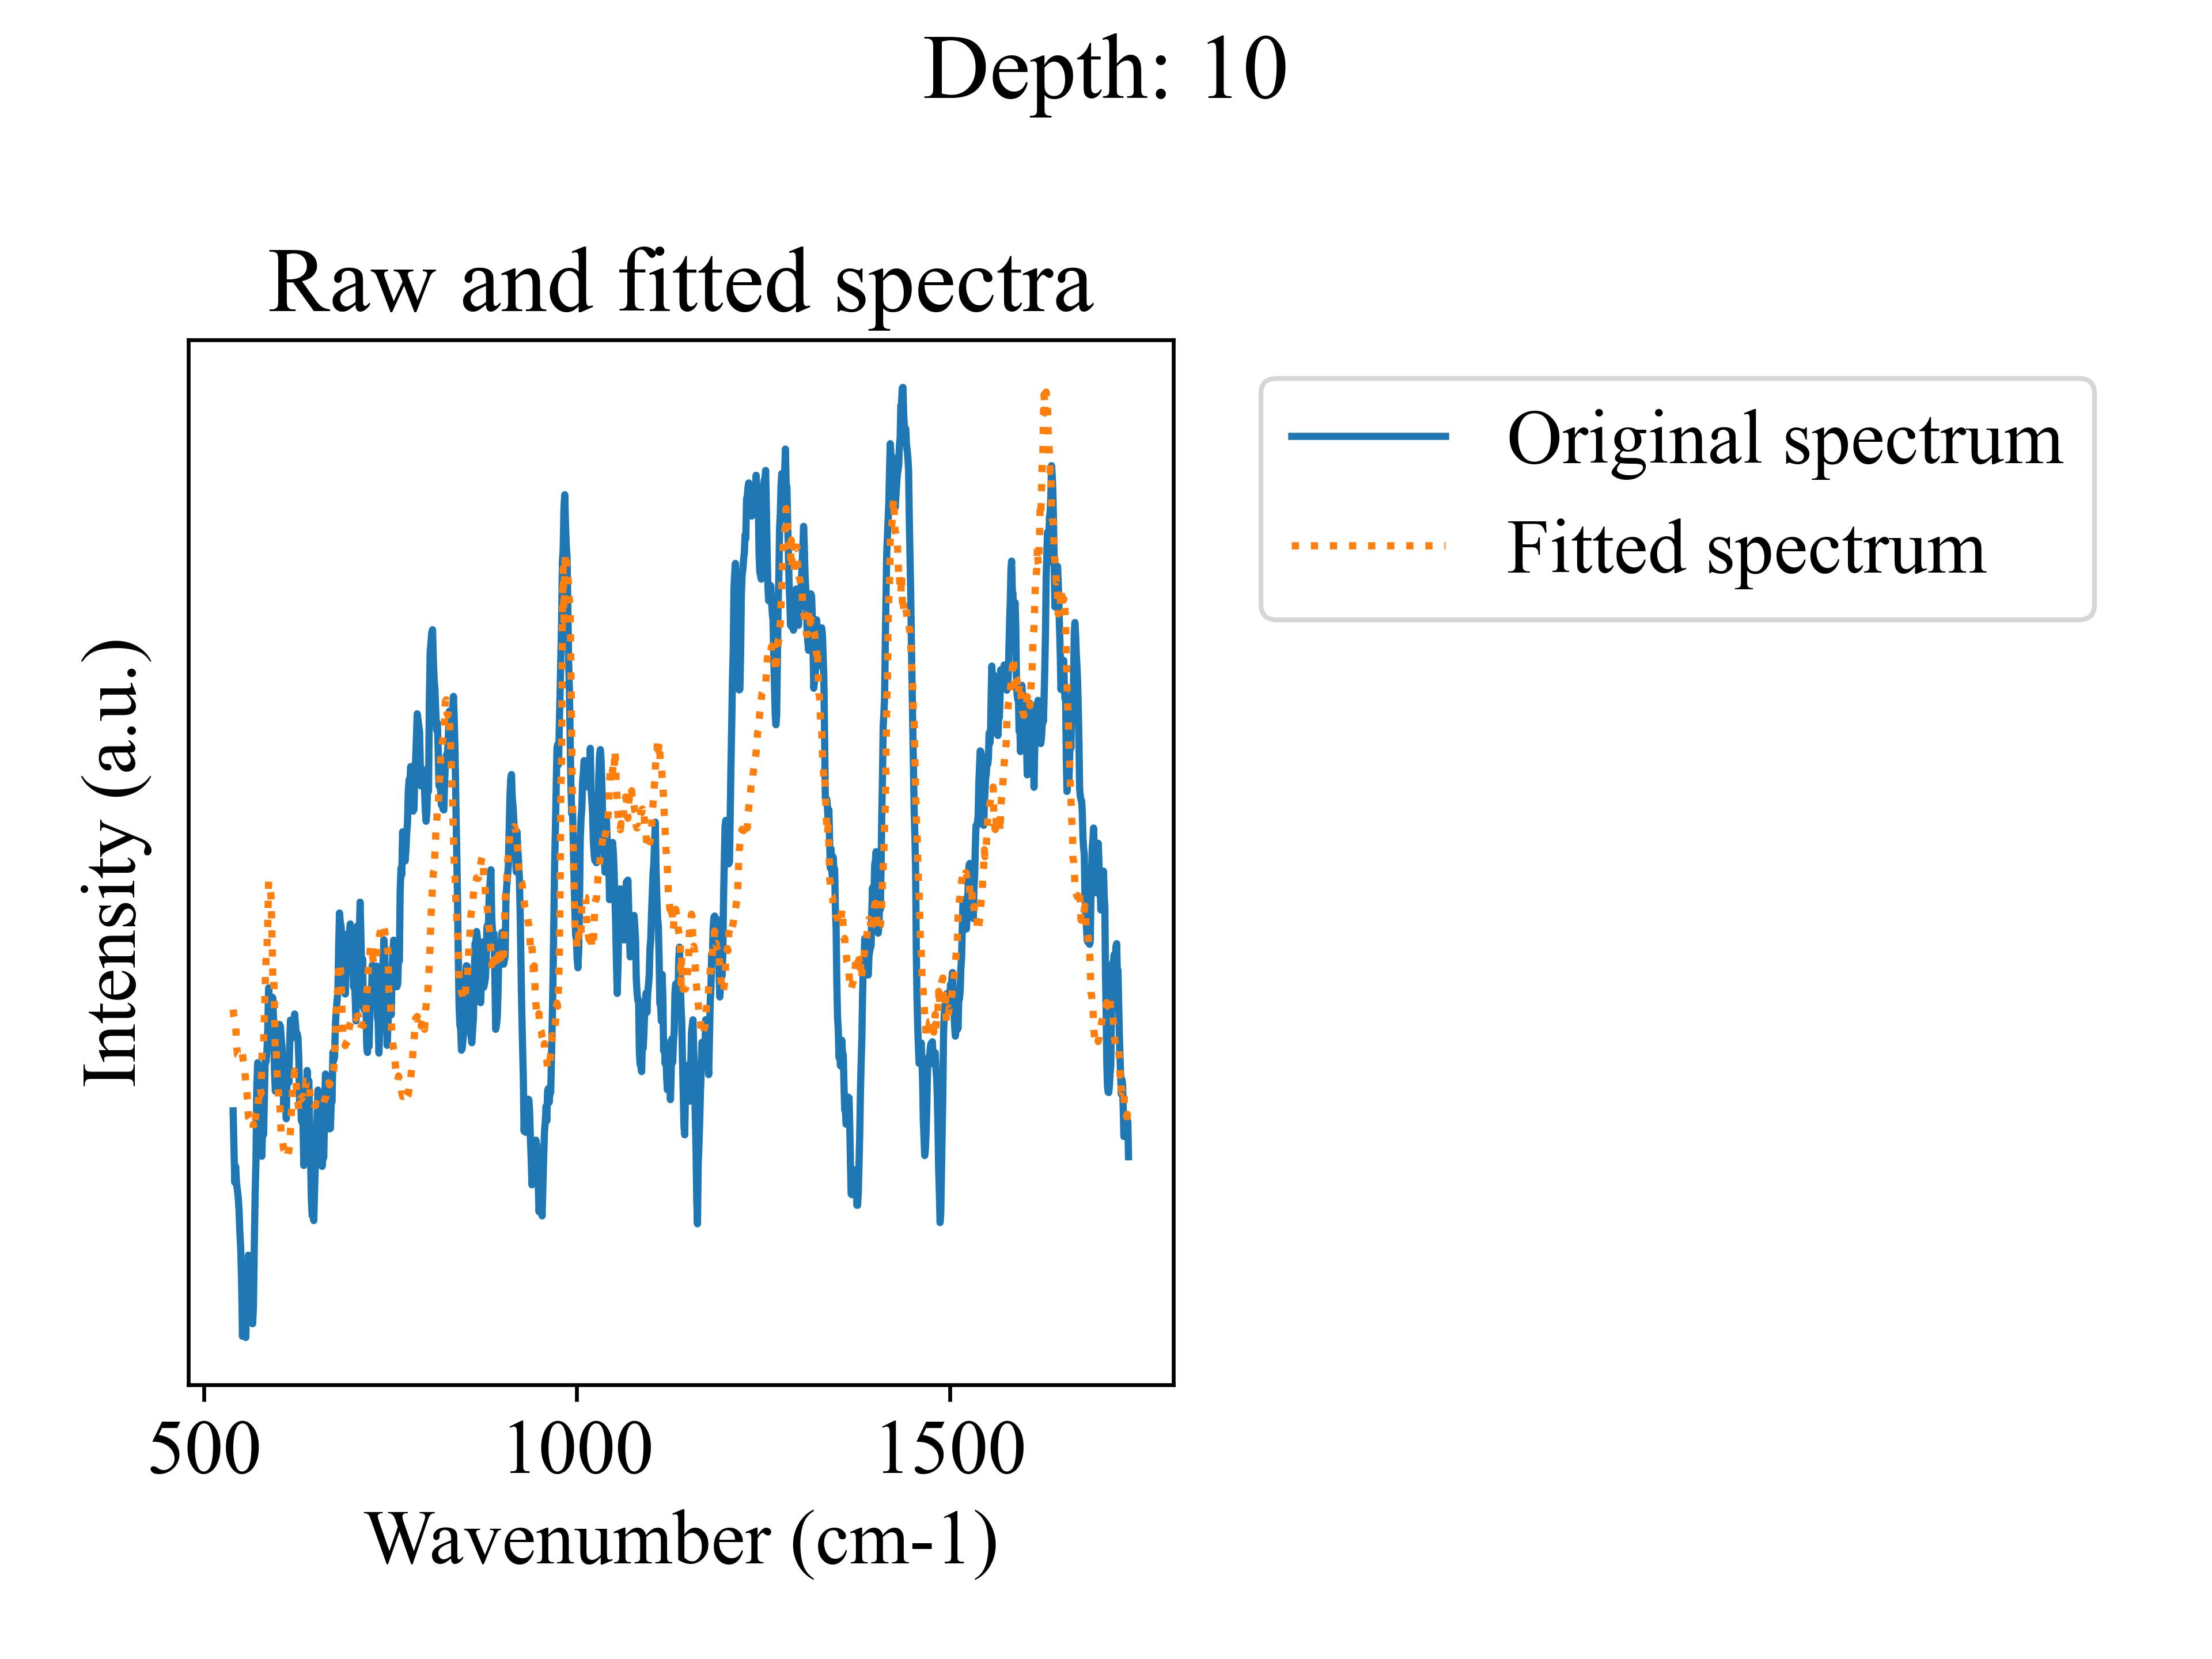 Depth: 10
Raw and fitted spectra
Original spectrum
Fitted spectrum
Intensity (a.u.)
500 1000 1500
Wavenumber (cm-1)